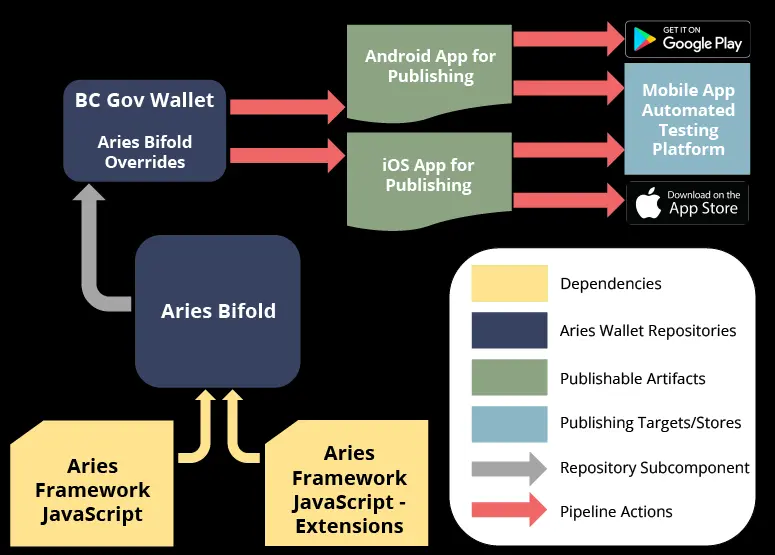 BC Gov Wallet
Aries Bifold
Overrides
Android App for
Publishing
iOS App for
Publishing
GET IT ON
Google Play
Mobile App
Automated
Testing
Platform
Download on the
App Store
Aries Bifold
Aries
Framework
JavaScript
Aries
Framework
JavaScript -
Extensions
Dependencies
Aries Wallet Repositories
Publishable Artifacts
Publishing Targets/Stores
Repository Subcomponent
Pipeline Actions